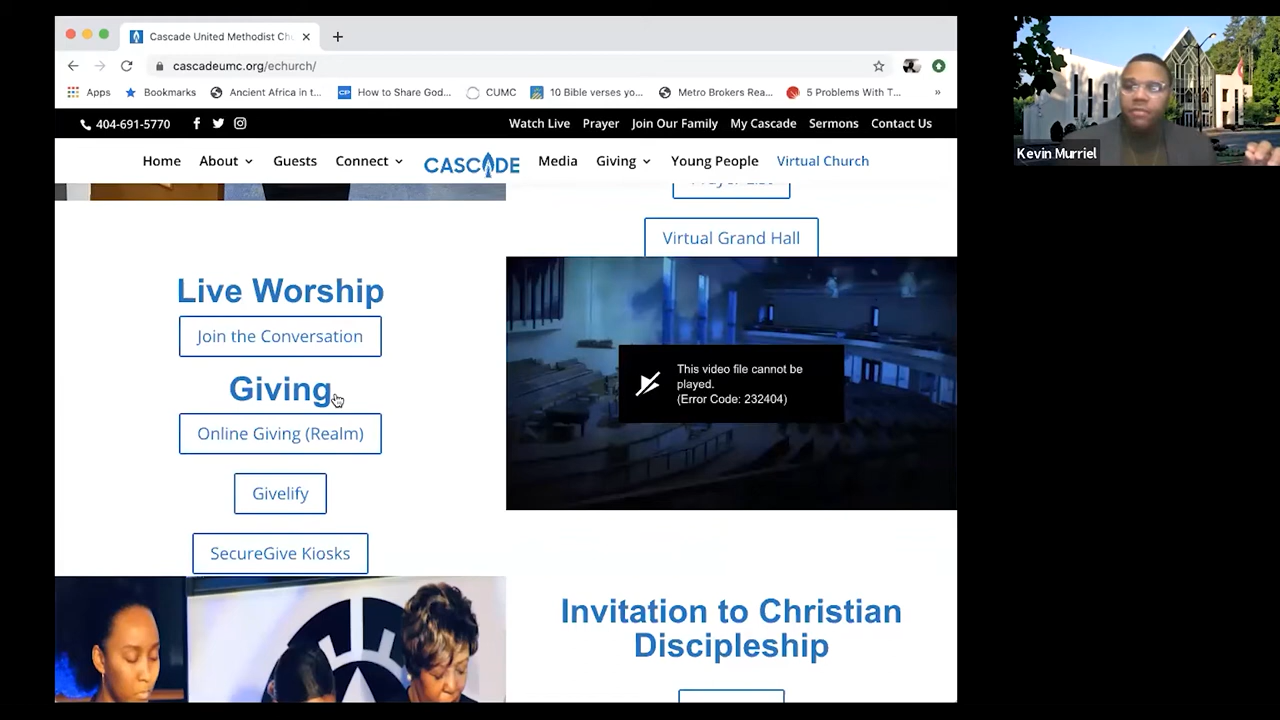 Cascade United Methodist Chu
cascadeumc.org/echurch/
Apps
Bookmarks
Ancient Africa in t...
CP
How to Share God...
CUMC
10 Bible verses yo...
Metro Brokers Rea...
5 Problems With T...
»
404-691-5770
Watch Live
Prayer
Join Our Family
My Cascade
Sermons
Contact Us
Home
About
Guests
Connect
CASCADE
Media
Giving
Young People
Virtual Church
Prayer List
Virtual Grand Hall
Live Worship
Join the Conversation
Giving
Online Giving (Realm)
Givelify
SecureGive Kiosks
This video file cannot be
played.
(Error Code: 232404)
Invitation to Christian
Discipleship
Kevin Murriel